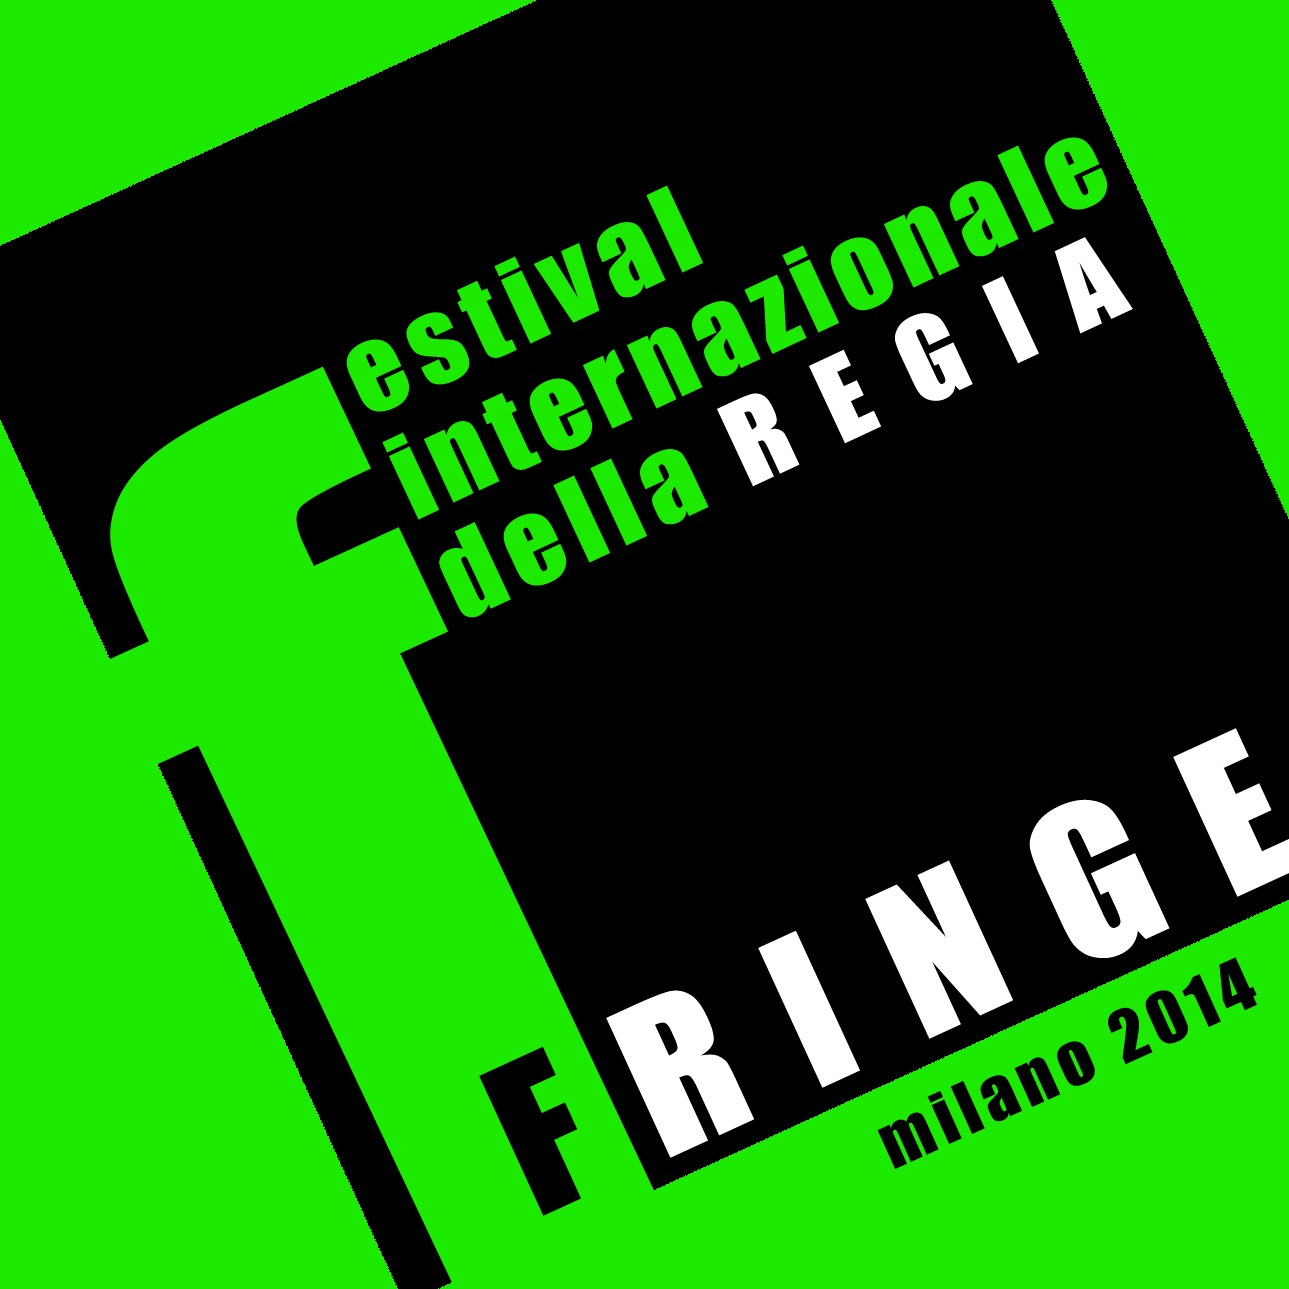 festival
internazionale
della REGIA
FRINGE
milano 2014